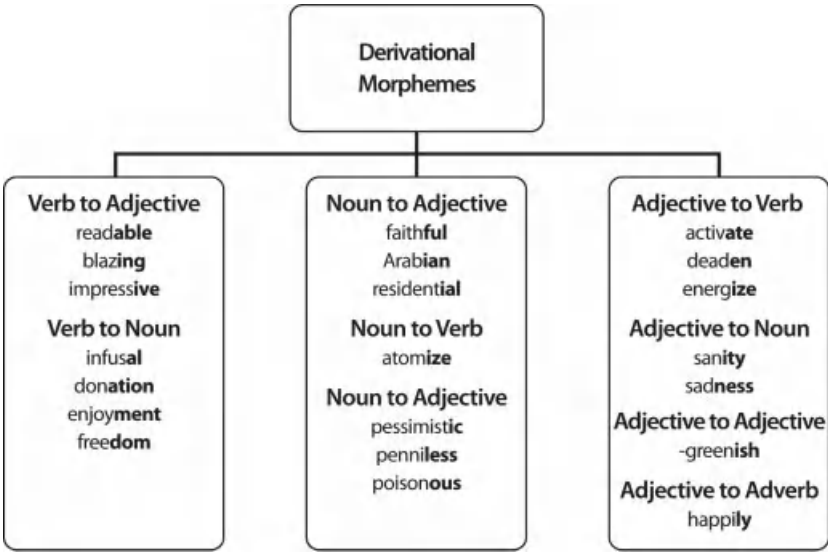 Derivational
Morphemes
Verb to Adjective
readable
blazing
impressive
Verb to Noun
infusal
donation
enjoyment
freedom
Noun to Adjective
faithful
Arabian
residential
Noun to Verb
atomize
Noun to Adjective
pessimistic
penniless
poisonous
Adjective to Verb
activate
deaden
energize
Adjective to Noun
sanity
sadness
Adjective to Adjective
-greenish
Adjective to Adverb
happily